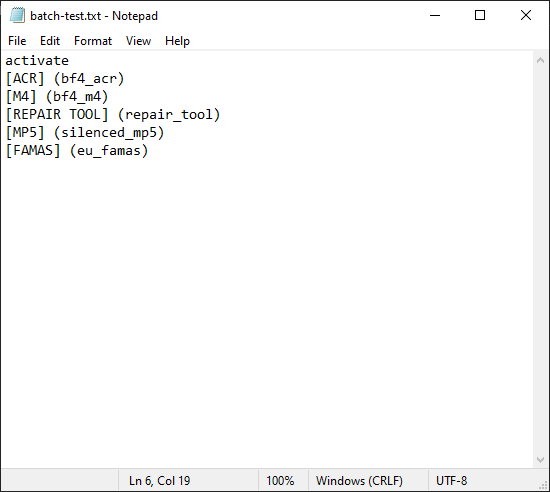 batch-test.txt - Notepad
File Edit Format View Help
activate
[ACR] (bf4_acr)
[M4] (bf4_m4)
[REPAIR TOOL] (repair_tool)
[MP5] (silenced_mp5)
[FAMAS] (eu_famas)
Ln 6, Col 19 100% Windows (CRLF) UTF-8